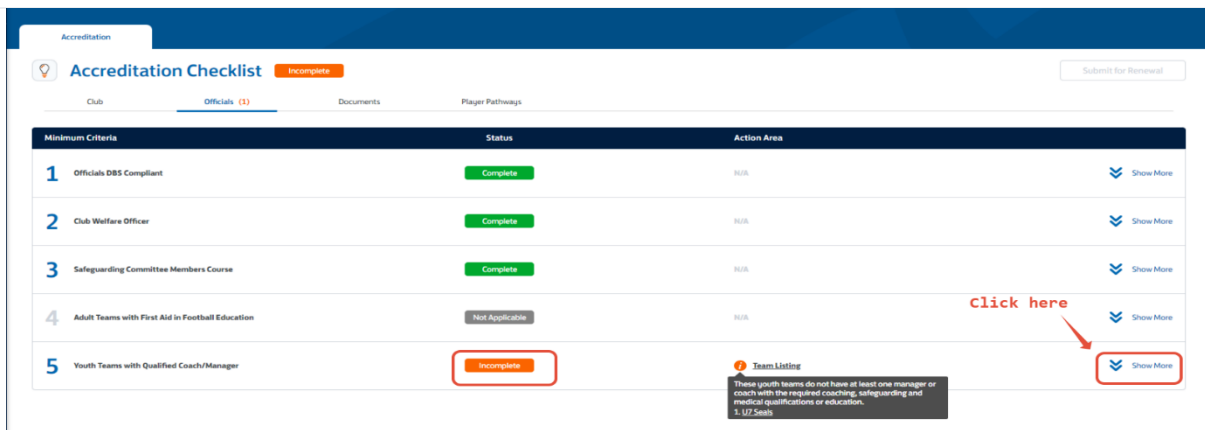 Accreditation
Accreditation Checklist Incomplete Submit for Renewal
Club Officials (1) Documents Player Pathways
Minimum Criteria Status Action Area
1 Officials DBS Compliant Complete N/A Show More
2 Club Welfare Officer Complete N/A Show More
3 Safeguarding Committee Members Course Complete N/A Show More
Click here
4 Adult Teams with First Aid in Football Education Not Applicable N/A Show More
5 Youth Teams with Qualified Coach/Manager Incomplete i Team Listing Show More
These youth teams do not have at least one manager or
coach with the required coaching, safeguarding and
medical qualifications or education.
1. U7 Seals